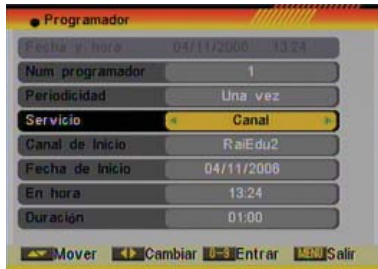 Programador
Fecha y hora 04/11/2006 13:24
Num programador 1
Periodicidad Una vez
Servicio Canal
Canal de Inicio RaiEdu2
Fecha de Inicio 04/11/2006
En hora 13:24
Duración 01:00
Mover Cambiar 0-9 Entrar MENU Salir